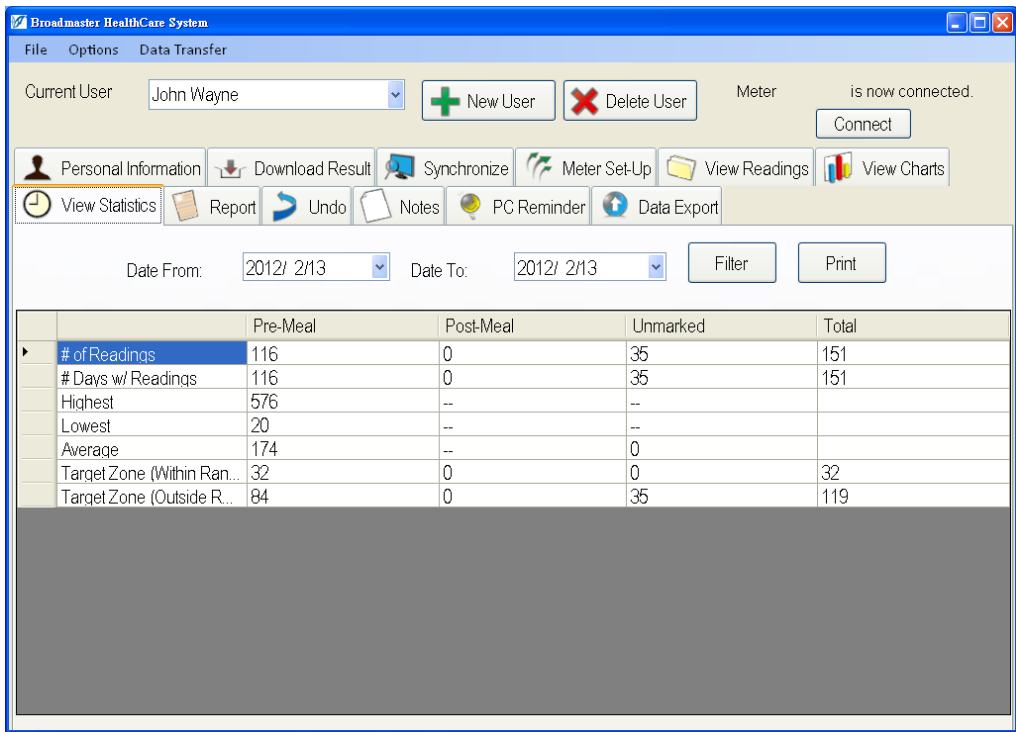 Broadmaster HealthCare System
File Options Data Transfer
Current User John Wayne New User Delete User Meter is now connected.
Connect
Personal Information Download Result Synchronize Meter Set-Up View Readings View Charts
View Statistics Report Undo Notes PC Reminder Data Export
Date From: 2012/ 2/13 Date To: 2012/ 2/13 Filter Print
Pre-Meal Post-Meal Unmarked Total
# of Readings 116 0 35 151
# Days w/ Readings 116 0 35 151
Highest 576 -- --
Lowest 20 -- --
Average 174 -- 0
Target Zone (Within Ran... 32 0 0 32
Target Zone (Outside R... 84 0 35 119